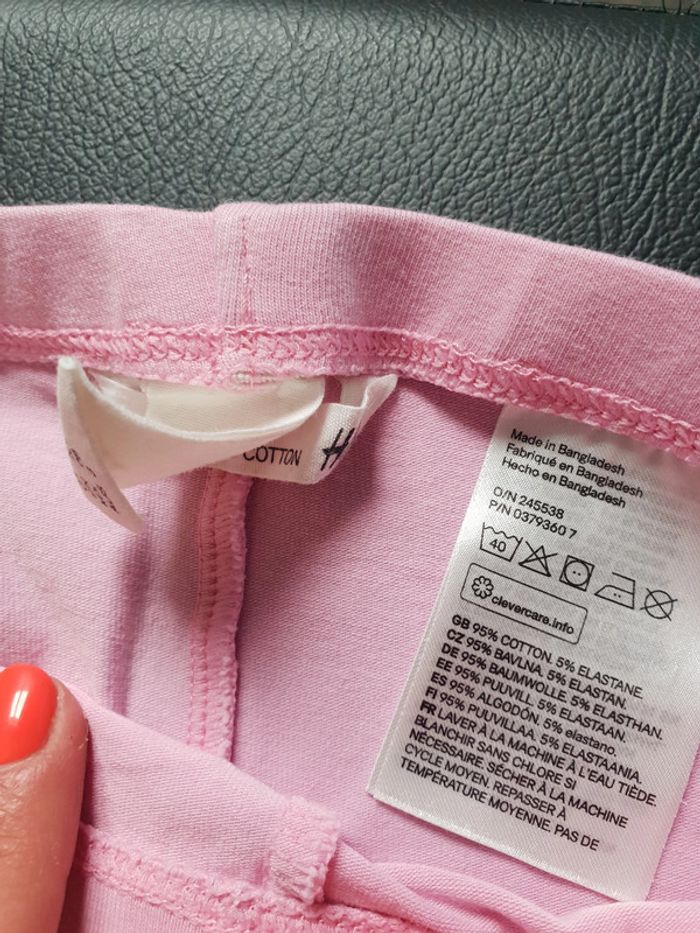 COTTON H
Made in Bangladesh
Fabriqué en Bangladesh
Hecho en Bangladesh
O/N 245538
P/N 0379360 7
40
clevercare.info
GB 95% COTTON. 5% ELASTANE.
CZ 95% BAVLNA. 5% ELASTAN.
DE 95% BAUMWOLLE. 5% ELASTHAN.
EE 95% PUUVILL. 5% ELASTAAN.
ES 95% ALGODÓN. 5% elastano.
FI 95% PUUVILLAA. 5% ELASTAANIA.
FR LAVER À LA MACHINE À L'EAU TIÈDE.
BLANCHIR SANS CHLORE SI
NÉCESSAIRE. SÉCHER À LA MACHINE
CYCLE MOYEN. REPASSER À
TEMPÉRATURE MOYENNE. PAS DE